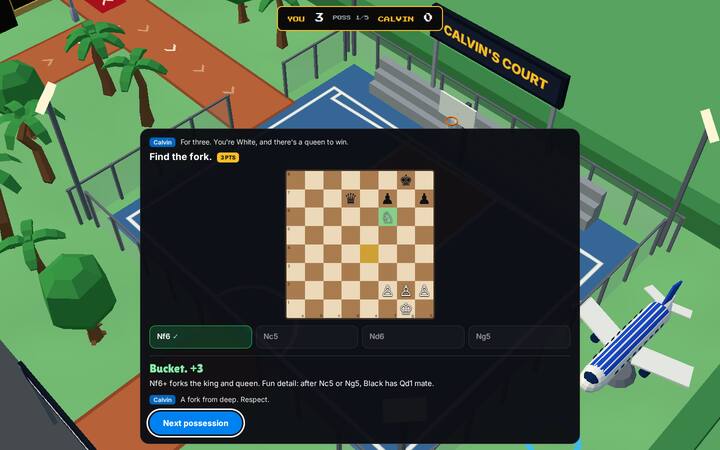 YOU 3 POSS 1/5 CALVIN 0
CALVIN'S COURT
Calvin For three. You're White, and there's a queen to win.
Find the fork. 3 PTS
Nf6 ✓ Nc5 Nd6 Ng5
Bucket. +3
Nf6+ forks the king and queen. Fun detail: after Nc5 or Ng5, Black has Qd1 mate.
Calvin A fork from deep. Respect.
Next possession